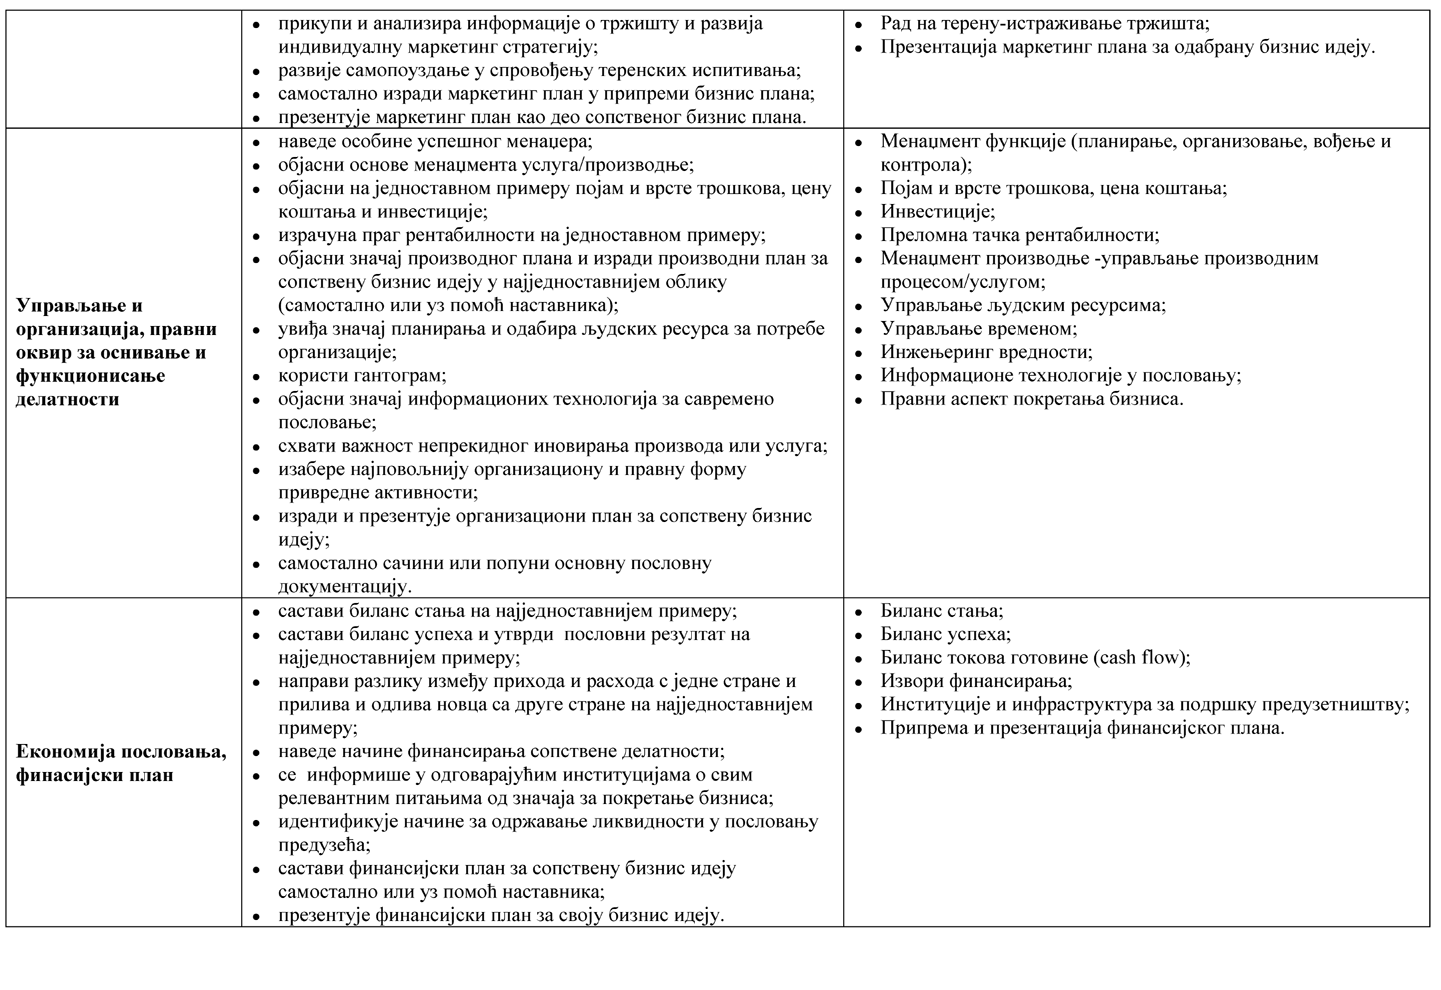 • прикупи и анализира информације о тржишту и развија
индивидуалну маркетинг стратегију;
• развије самопоуздање у спровођењу теренских испитивања;
• самостално изради маркетинг план у припреми бизнис плана;
• презентује маркетинг план као део сопственог бизнис плана.
• Рад на терену-истраживање тржишта;
• Презентација маркетинг плана за одабрану бизнис идеју.
Управљање и
организација, правни
оквир за оснивање и
функционисање
делатности
• наведе особине успешног менаџера;
• објасни основе менаџмента услуга/производње;
• објасни на једноставном примеру појам и врсте трошкова, цену
коштања и инвестиције;
• израчуна праг рентабилности на једноставном примеру;
• објасни значај производног плана и изради производни план за
сопствену бизнис идеју у најједноставнијем облику
(самостално или уз помоћ наставника);
• увиђа значај планирања и одабира људских ресурса за потребе
организације;
• користи гантограм;
• објасни значај информационих технологија за савремено
пословање;
• схвати важност непрекидног иновирања производа или услуга;
• изабере најповољнију организациону и правну форму
привредне активности;
• изради и презентује организациони план за сопствену бизнис
идеју;
• самостално сачини или попуни основну пословну
документацију.
• Менаџмент функције (планирање, организовање, вођење и
контрола);
• Појам и врсте трошкова, цена коштања;
• Инвестиције;
• Преломна тачка рентабилности;
• Менаџмент производње -управљање производним
процесом/услугом;
• Управљање људским ресурсима;
• Управљање временом;
• Инжењеринг вредности;
• Информационе технологије у пословању;
• Правни аспект покретања бизниса.
Економија пословања,
финасијски план
• састави биланс стања на најједноставнијем примеру;
• састави биланс успеха и утврди  пословни резултат на
најједноставнијем примеру;
• направи разлику између прихода и расхода с једне стране и
прилива и одлива новца са друге стране на најједноставнијем
примеру;
• наведе начине финансирања сопствене делатности;
• се  информише у одговарајућим институцијама о свим
релевантним питањима од значаја за покретање бизниса;
• идентификује начине за одржавање ликвидности у пословању
предузећа;
• састави финансијски план за сопствену бизнис идеју
самостално или уз помоћ наставника;
• презентује финансијски план за своју бизнис идеју.
• Биланс стања;
• Биланс успеха;
• Биланс токова готовине (cash flow);
• Извори финансирања;
• Институције и инфраструктура за подршку предузетништву;
• Припрема и презентација финансијског плана.